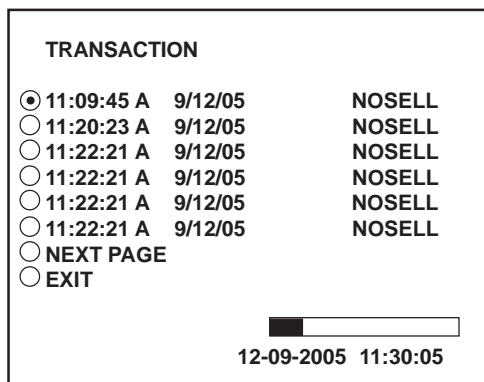 TRANSACTION
11:09:45 A 9/12/05 NOSELL
11:20:23 A 9/12/05 NOSELL
11:22:21 A 9/12/05 NOSELL
11:22:21 A 9/12/05 NOSELL
11:22:21 A 9/12/05 NOSELL
11:22:21 A 9/12/05 NOSELL
NEXT PAGE
EXIT
12-09-2005 11:30:05